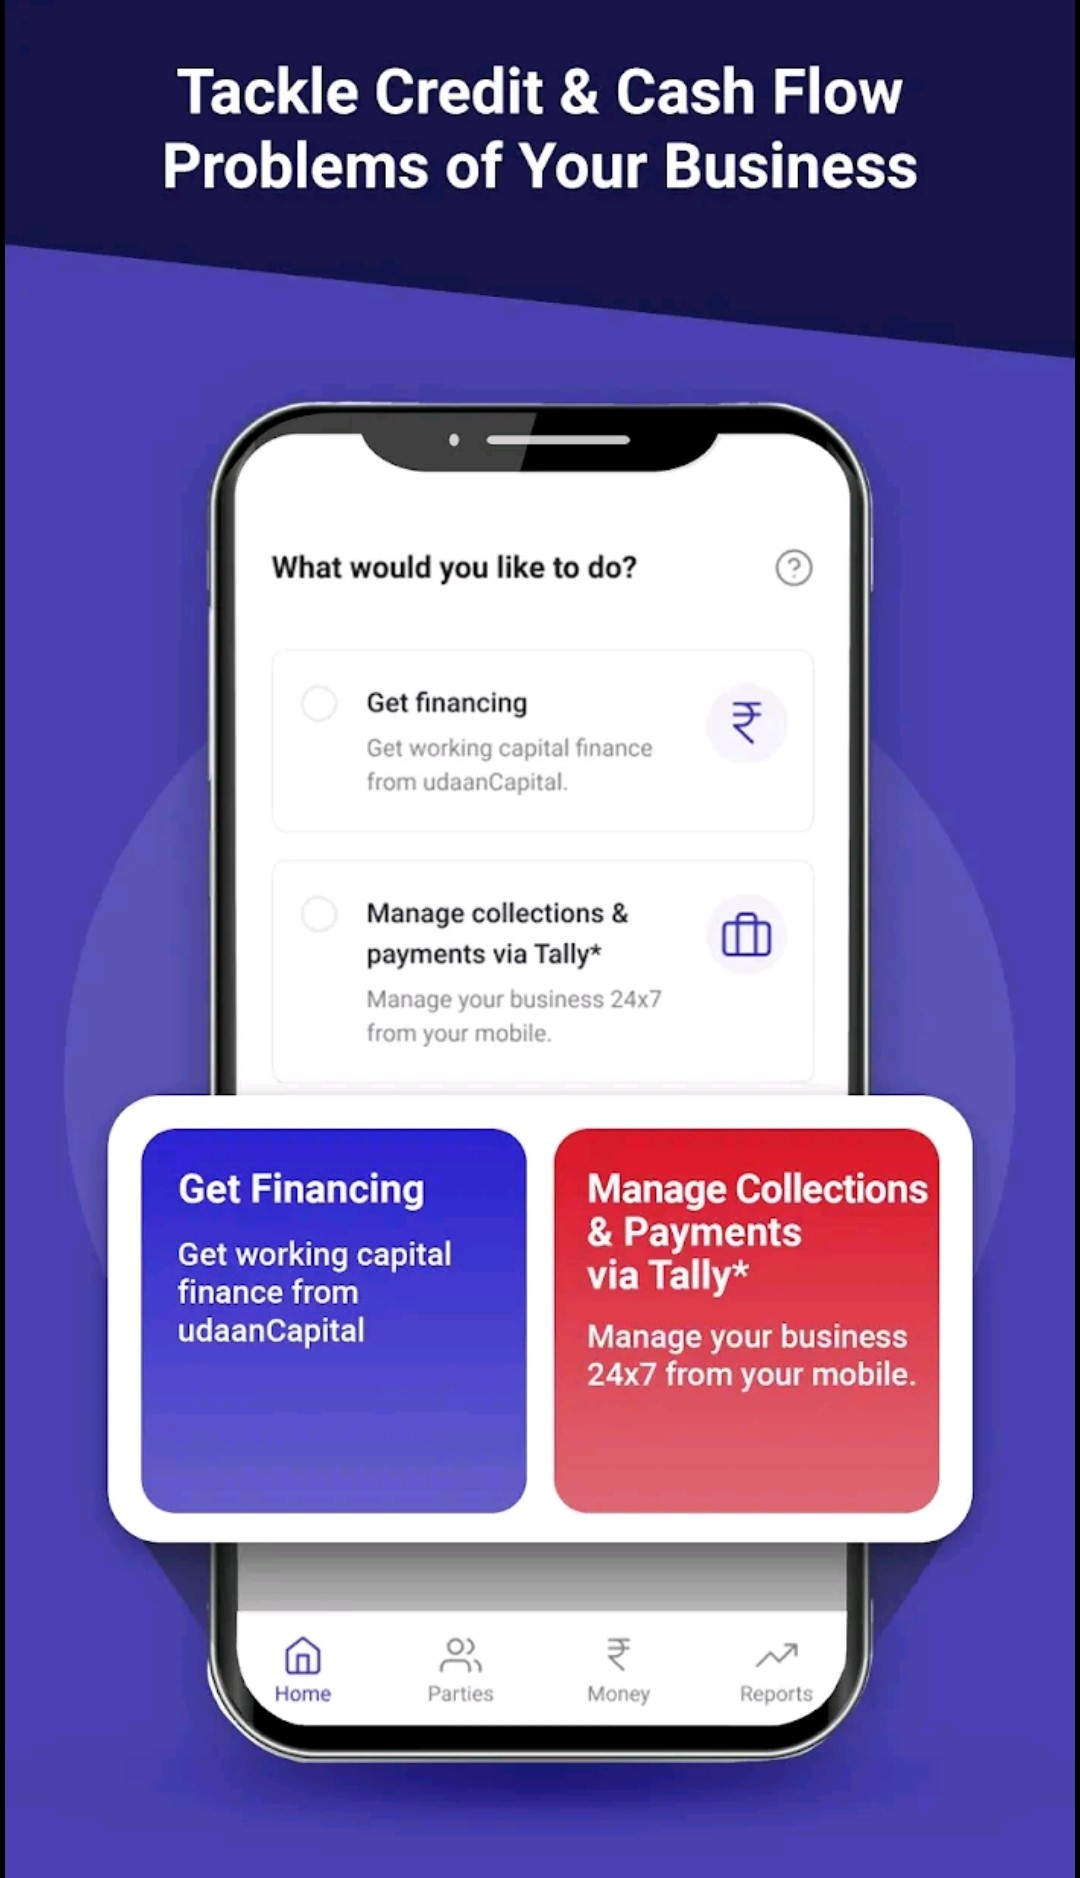 Tackle Credit & Cash Flow
Problems of Your Business
What would you like to do?
?
Get financing
₹
Get working capital finance
from udaanCapital.
Manage collections &
payments via Tally*
Manage your business 24x7
from your mobile.
Get Financing
Get working capital
finance from
udaanCapital
Manage Collections
& Payments
via Tally*
Manage your business
24x7 from your mobile.
₹
Home Parties Money Reports